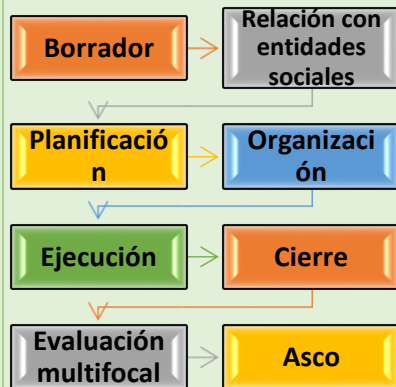 Borrador
Relación con
entidades
sociales
Planificació
n
Organizaci
ón
Ejecución
Cierre
Evaluación
multifocal
Asco